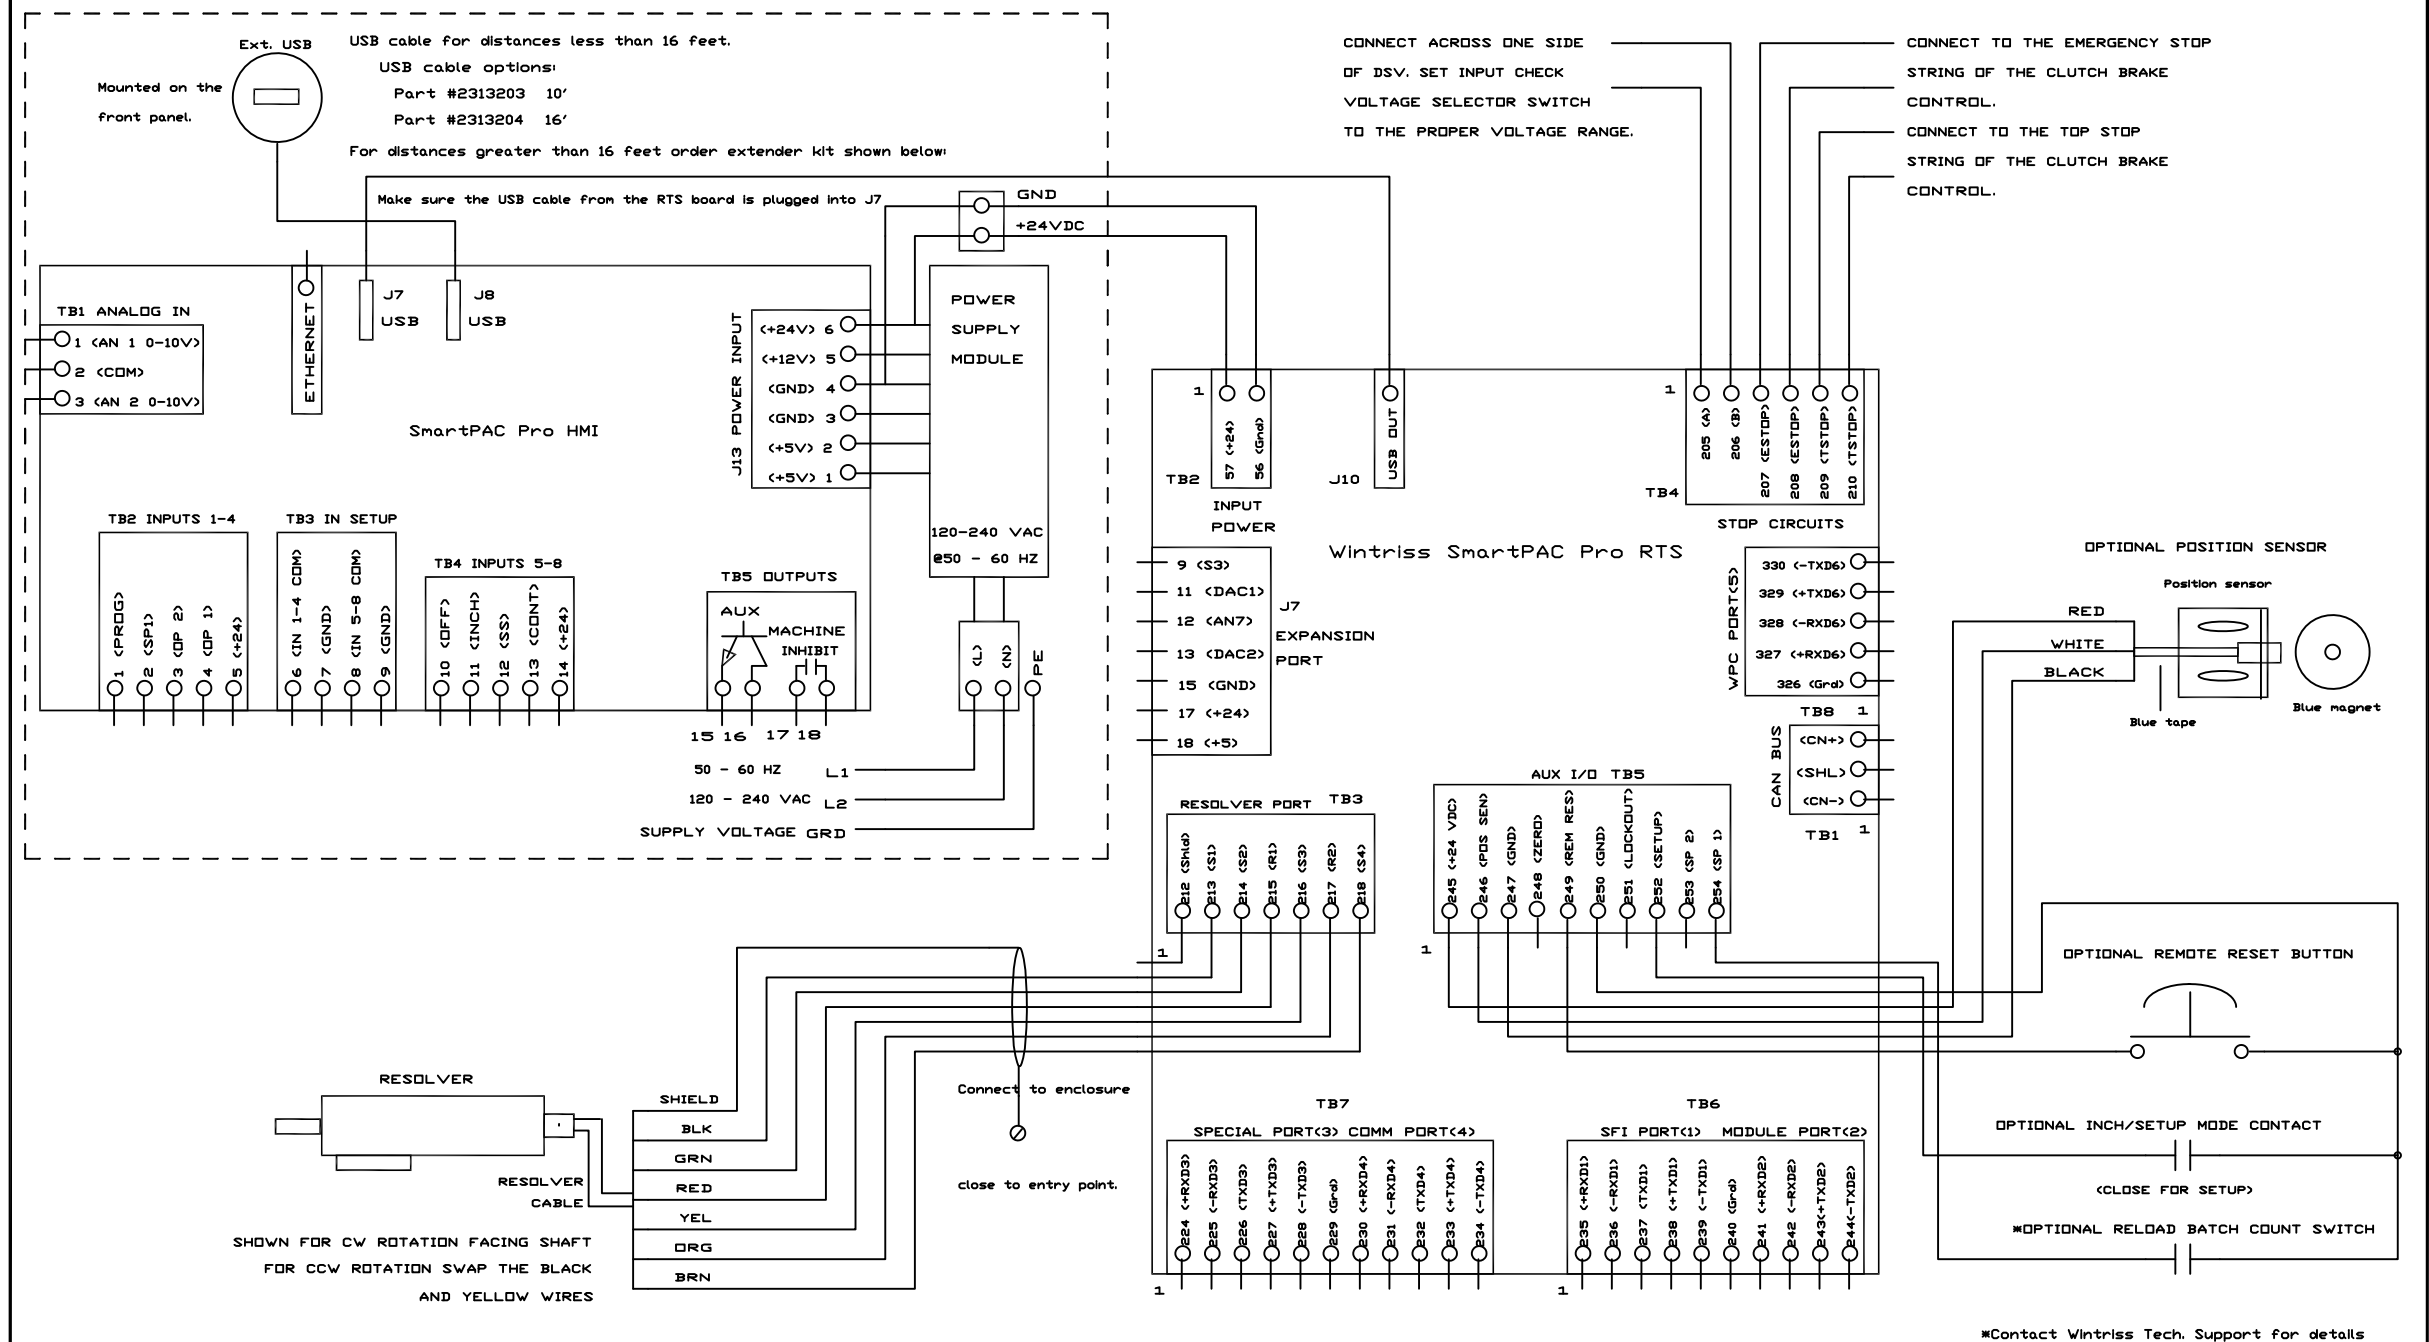 Ext. USB
Mounted on the
front panel.
USB cable for distances less than 16 feet.
USB cable options:
Part #2313203 10'
Part #2313204 16'
For distances greater than 16 feet order extender kit shown below:
Make sure the USB cable from the RTS board is plugged into J7
GND
+24VDC
CONNECT ACROSS ONE SIDE
OF DSV. SET INPUT CHECK
VOLTAGE SELECTOR SWITCH
TO THE PROPER VOLTAGE RANGE.
CONNECT TO THE EMERGENCY STOP
STRING OF THE CLUTCH BRAKE
CONTROL.
CONNECT TO THE TOP STOP
STRING OF THE CLUTCH BRAKE
CONTROL.
TB1 ANALOG IN
1 (AN 1 0-10V)
2 (COM)
3 (AN 2 0-10V)
ETHERNET
J7
USB
J8
USB
SmartPAC Pro HMI
J13 POWER INPUT
(+24V) 6
(+12V) 5
(GND) 4
(GND) 3
(+5V) 2
(+5V) 1
POWER
SUPPLY
MODULE
120-240 VAC
@50 - 60 HZ
TB2 INPUTS 1-4
1 (PROG)
2 (SP1)
3 (OP 2)
4 (OP 1)
5 (+24)
TB3 IN SETUP
6 (IN 1-4 COM)
7 (GND)
8 (IN 5-8 COM)
9 (GND)
TB4 INPUTS 5-8
10 (OFF)
11 (INCH)
12 (SS)
13 (CONT)
14 (+24)
TB5 OUTPUTS
AUX
MACHINE
INHIBIT
15 16 17 18
(L)
(N)
PE
50 - 60 HZ L1
120 - 240 VAC L2
SUPPLY VOLTAGE GRD
1
57 (+24)
56 (Gnd)
TB2
INPUT
POWER
J10
USB OUT
1
205 (A)
206 (B)
207 (ESTOP)
208 (ESTOP)
209 (TSTOP)
210 (TSTOP)
TB4
STOP CIRCUITS
Wintriss SmartPAC Pro RTS
9 (S3)
11 (DAC1)
12 (AN7)
13 (DAC2)
15 (GND)
17 (+24)
18 (+5)
J7
EXPANSION
PORT
WPC PORT(5)
330 (-TXD6)
329 (+TXD6)
328 (-RXD6)
327 (+RXD6)
326 (Grd)
TB8 1
CAN BUS
(CN+)
(SHL)
(CN-)
TB1 1
OPTIONAL POSITION SENSOR
Position sensor
RED
WHITE
BLACK
Blue tape
Blue magnet
RESOLVER PORT TB3
212 (Shld)
213 (S1)
214 (S2)
215 (R1)
216 (S3)
217 (R2)
218 (S4)
1
AUX I/O TB5
245 (+24 VDC)
246 (POS SEN)
247 (GND)
248 (ZERO)
249 (REM RES)
250 (GND)
251 (LOCKOUT)
252 (SETUP)
253 (SP 2)
254 (SP 1)
1
OPTIONAL REMOTE RESET BUTTON
OPTIONAL INCH/SETUP MODE CONTACT
(CLOSE FOR SETUP)
*OPTIONAL RELOAD BATCH COUNT SWITCH
RESOLVER
RESOLVER
CABLE
SHIELD
BLK
GRN
RED
YEL
ORG
BRN
SHOWN FOR CW ROTATION FACING SHAFT
FOR CCW ROTATION SWAP THE BLACK
AND YELLOW WIRES
Connect to enclosure
close to entry point.
TB7
SPECIAL PORT(3) COMM PORT(4)
224 (+RXD3)
225 (-RXD3)
226 (TXD3)
227 (+TXD3)
228 (-TXD3)
229 (Grd)
230 (+RXD4)
231 (-RXD4)
232 (TXD4)
233 (+TXD4)
234 (-TXD4)
1
TB6
SFI PORT(1) MODULE PORT(2)
235 (+RXD1)
236 (-RXD1)
237 (TXD1)
238 (+TXD1)
239 (-TXD1)
240 (Grd)
241 (+RXD2)
242 (-RXD2)
243(+TXD2)
244(-TXD2)
1
*Contact Wintriss Tech. Support for details